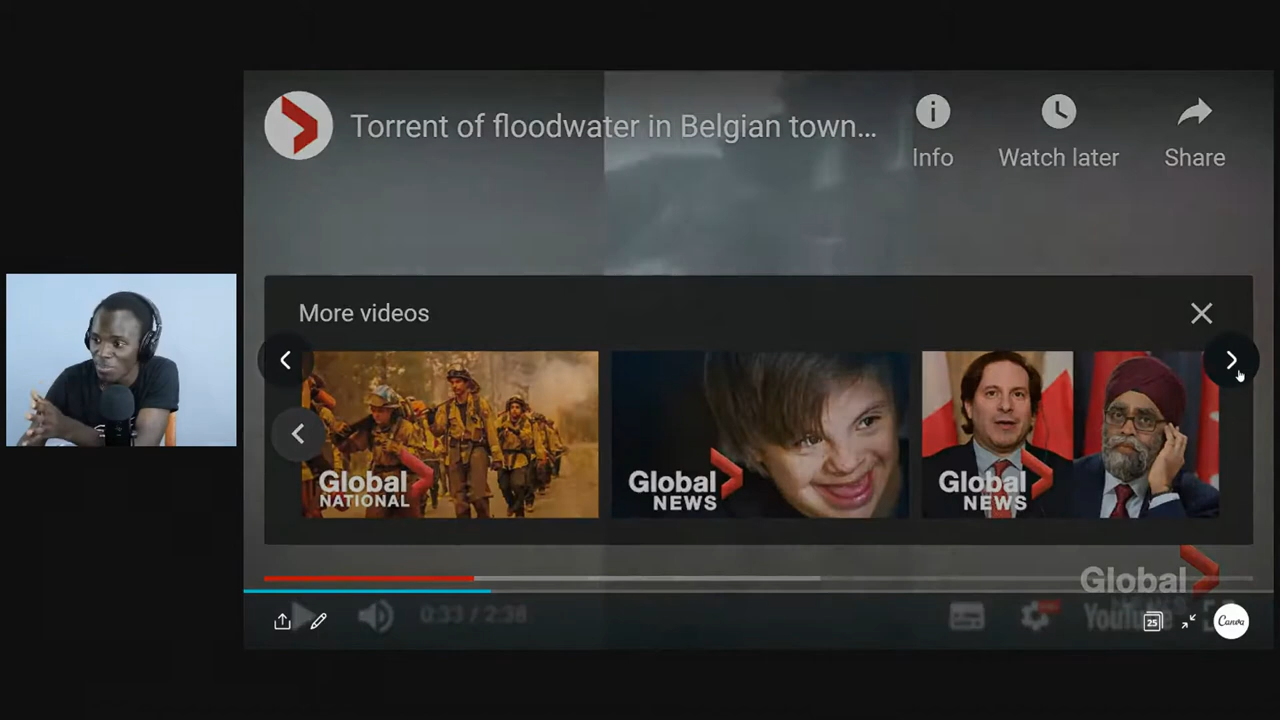 Torrent of floodwater in Belgian town...
Info
Watch later
Share
More videos
Global
NATIONAL
Global
NEWS
Global
NEWS
Global
0:33 / 2:38
YouTube
25
Canva